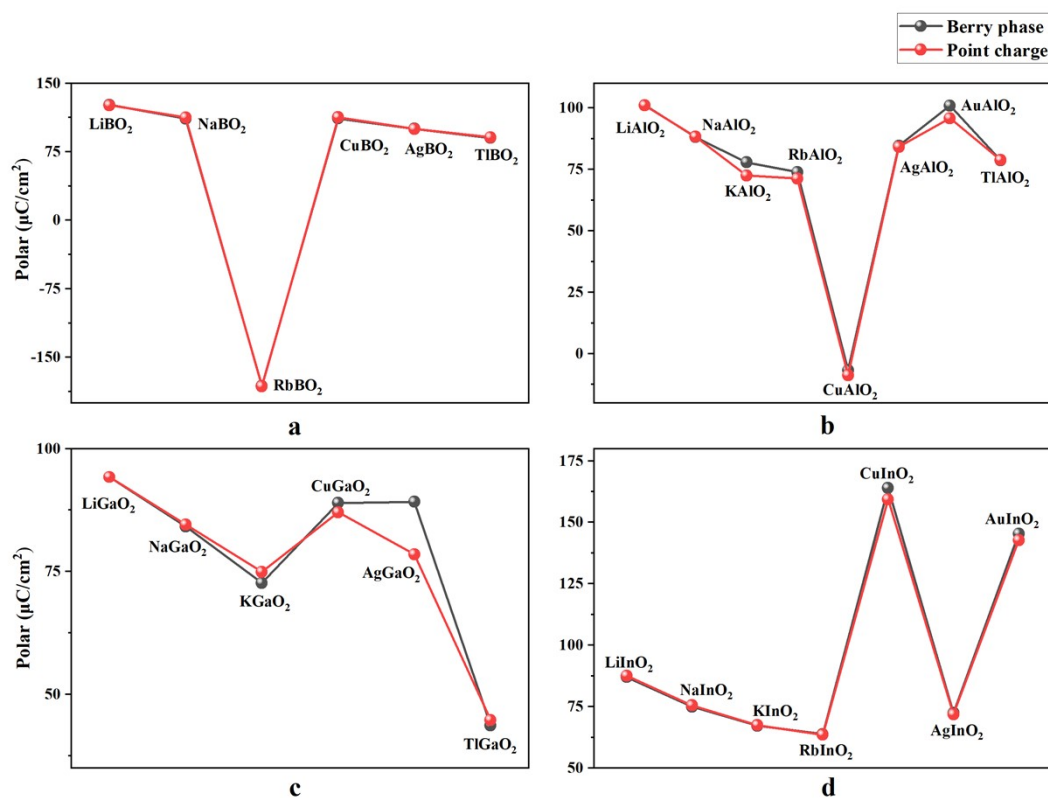 Berry phase
Point charge
Polar (μC/cm²)
150
75
0
-75
-150
LiBO₂
NaBO₂
RbBO₂
CuBO₂
AgBO₂
TlBO₂
a
100
75
50
25
0
LiAlO₂
NaAlO₂
KAlO₂
RbAlO₂
CuAlO₂
AgAlO₂
AuAlO₂
TlAlO₂
b
Polar (μC/cm²)
100
75
50
LiGaO₂
NaGaO₂
KGaO₂
CuGaO₂
AgGaO₂
TlGaO₂
c
175
150
125
100
75
50
LiInO₂
NaInO₂
KInO₂
RbInO₂
CuInO₂
AgInO₂
AuInO₂
d